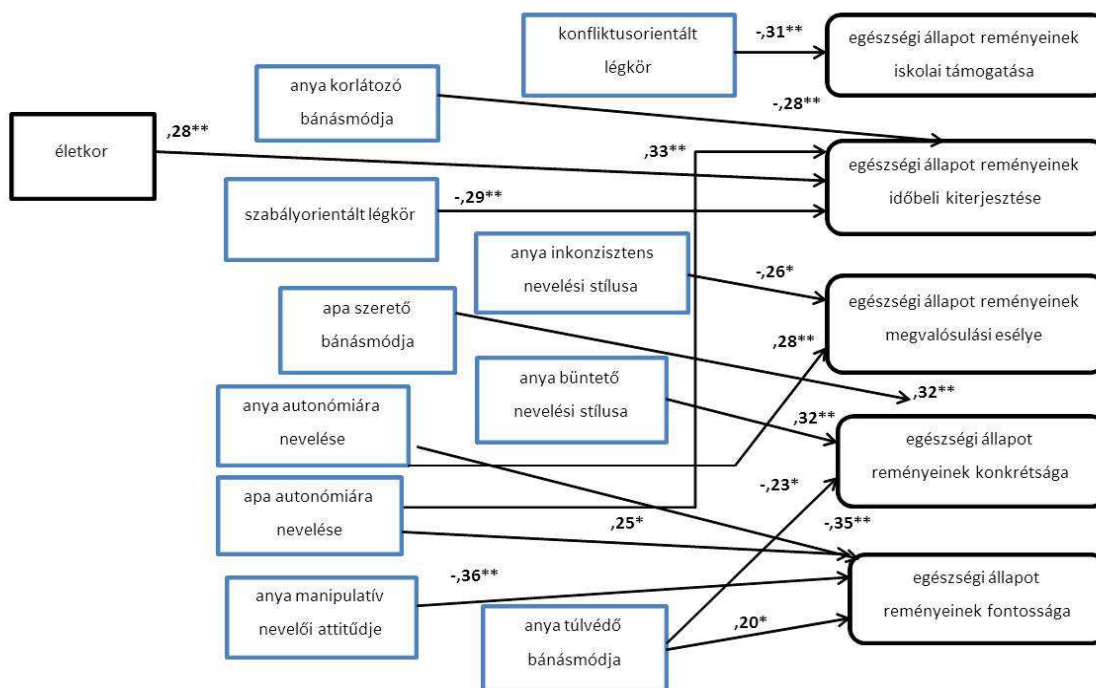 konfliktusorientált
légkör
-,31**
egészségi állapot reményeinek
iskolai támogatása
anya korlátozó
bánásmódja
-,28**
életkor
,28**
,33**
egészségi állapot reményeinek
időbeli kiterjesztése
szabályorientált légkör
-,29**
anya inkonzisztens
nevelési stílusa
-,26*
egészségi állapot reményeinek
megvalósulási esélye
apa szerető
bánásmódja
,28**
,32**
anya büntető
nevelési stílusa
,32**
anya autonómiára
nevelése
egészségi állapot
reményeinek konkrétsága
-,23*
apa autonómiára
nevelése
,25*
-,35**
anya manipulatív
nevelői attitűdje
-,36**
egészségi állapot
reményeinek fontossága
anya túlvédő
bánásmódja
,20*